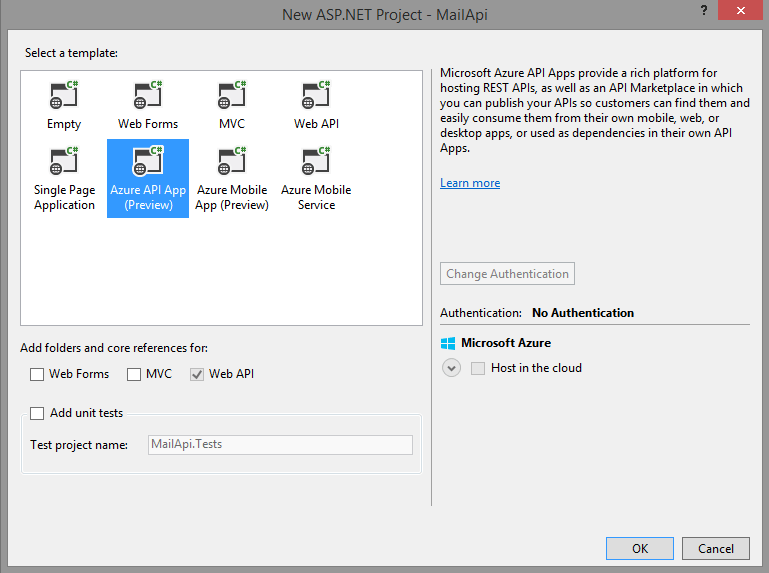 New ASP.NET Project - MailApi
?
Select a template:
C#
C#
C#
C#
Empty
Web Forms
MVC
Web API
C#
C#
C#
C#
Single Page
Application
Azure API App
(Preview)
Azure Mobile
App (Preview)
Azure Mobile
Service
Microsoft Azure API Apps provide a rich platform for
hosting REST APIs, as well as an API Marketplace in which
you can publish your APIs so customers can find them and
easily consume them from their own mobile, web, or
desktop apps, or used as dependencies in their own API
Apps.
Learn more
Change Authentication
Authentication: No Authentication
Microsoft Azure
Host in the cloud
Add folders and core references for:
Web Forms
MVC
Web API
Add unit tests
Test project name:
MailApi.Tests
OK
Cancel